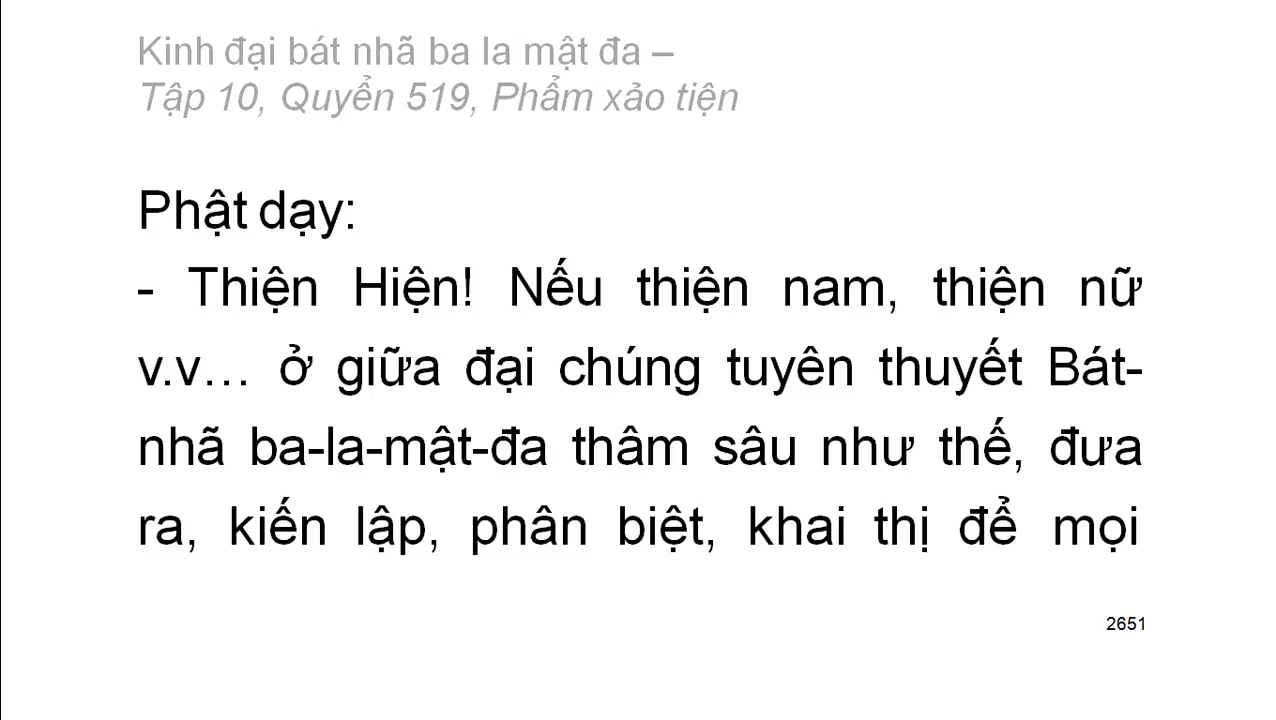 Kinh đại bát nhã ba la mật đa –
Tập 10, Quyển 519, Phẩm xảo tiện
Phật dạy:
- Thiện Hiện! Nếu thiện nam, thiện nữ
v.v… ở giữa đại chúng tuyên thuyết Bát-
nhã ba-la-mật-đa thâm sâu như thế, đưa
ra, kiến lập, phân biệt, khai thị để mọi
2651